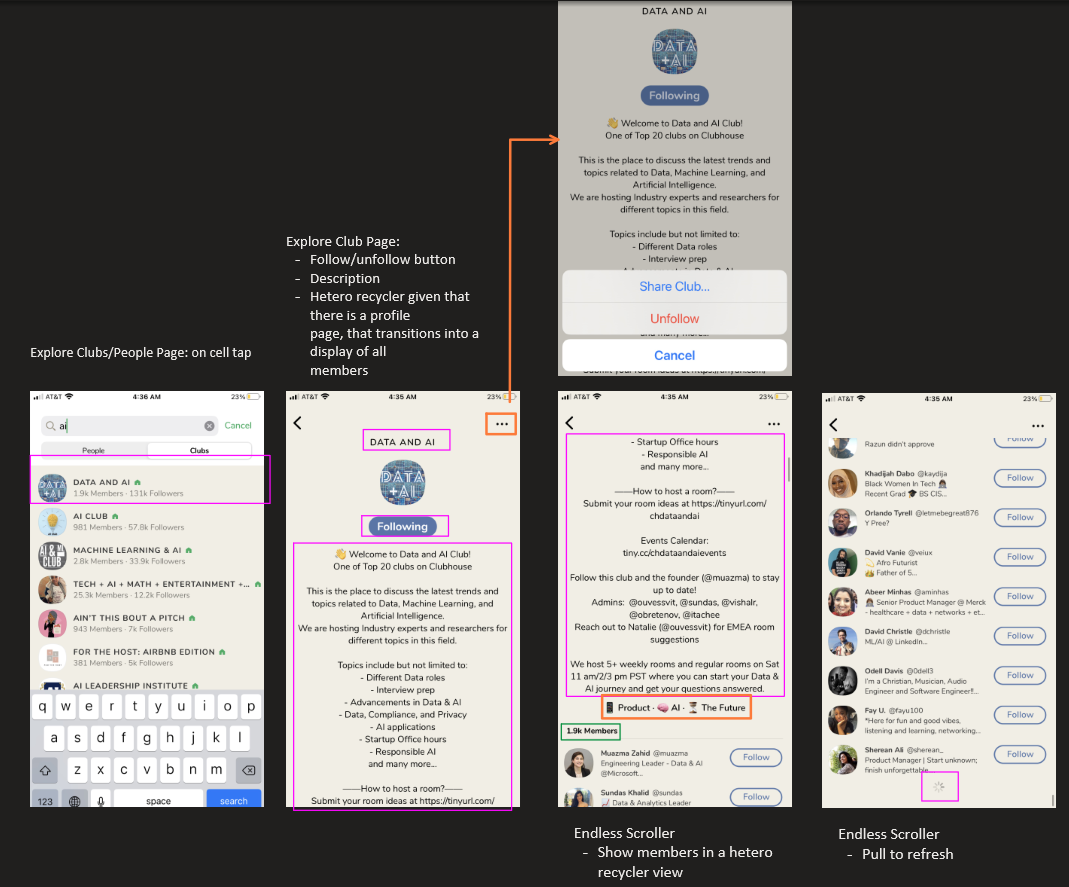 DATA AND AI
DATA
+AI
Following
👋 Welcome to Data and AI Club!
One of Top 20 clubs on Clubhouse
This is the place to discuss the latest trends and
topics related to Data, Machine Learning, and
Artificial Intelligence.
We are hosting Industry experts and researchers for
different topics in this field.
Topics include but not limited to:
- Different Data roles
- Interview prep
Share Club...
Unfollow
and many more...
Cancel
Submit your room ideas at https://tinyurl.com/
Explore Club Page:
- Follow/unfollow button
- Description
- Hetero recycler given that
there is a profile
page, that transitions into a
display of all
members
Explore Clubs/People Page: on cell tap
AT&T
4:36 AM
23%
ai
Cancel
People
Clubs
DATA
+AI
DATA AND AI
1.9k Members · 131k Followers
AI CLUB
981 Members · 57.8k Followers
AI & M
CLUB
MACHINE LEARNING & AI
2.8k Members · 33.9k Followers
TECH + AI + MATH + ENTERTAINMENT +...
25.3k Members · 12.2k Followers
AIN'T THIS BOUT A PITCH
943 Members · 7k Followers
FOR THE HOST: AIRBNB EDITION
381 Members · 5k Followers
AI LEADERSHIP INSTITUTE
q w e r t y u i o p
a s d f g h j k l
z x c v b n m
123
space
search
AT&T
4:35 AM
23%
...
DATA AND AI
DATA
+AI
Following
👋 Welcome to Data and AI Club!
One of Top 20 clubs on Clubhouse
This is the place to discuss the latest trends and
topics related to Data, Machine Learning, and
Artificial Intelligence.
We are hosting Industry experts and researchers for
different topics in this field.
Topics include but not limited to:
- Different Data roles
- Interview prep
- Advancements in Data & AI
- Data, Compliance, and Privacy
- AI applications
- Startup Office hours
- Responsible AI
and many more...
——How to host a room?——
Submit your room ideas at https://tinyurl.com/
AT&T
4:35 AM
23%
...
- Startup Office hours
- Responsible AI
and many more...
——How to host a room?——
Submit your room ideas at https://tinyurl.com/
chdataandai
Events Calendar:
tiny.cc/chdataandaievents
Follow this club and the founder (@muazma) to stay
up to date!
Admins: @ouvessvit, @sundas, @vishalr,
@obretenov, @itachee
Reach out to Natalie (@ouvessvit) for EMEA room
suggestions
We host 5+ weekly rooms and regular rooms on Sat
11 am/2/3 pm PST where you can start your Data &
AI journey and get your questions answered.
📱 Product · 🧠 AI · ⏳ The Future
1.9k Members
Muazma Zahid @muazma
Engineering Leader - Data & AI
@Microsoft...
Follow
Sundas Khalid @sundas
📈 Data & Analytics Leader
Follow
AT&T
4:35 AM
23%
...
Razun didn't approve
Follow
Khadijah Dabo @kaydija
Black Women In Tech
Recent Grad 🎓 BS CIS...
Follow
Orlando Tyrell @letmebegreat876
Y Pree?
Follow
David Vanie @veiux
Afro Futurist
Father of 5...
Follow
Abeer Minhas @aminhas
Senior Product Manager @ Merck
- healthcare + data + networks + et...
Follow
David Christle @dchristle
ML/AI @ LinkedIn...
Follow
Odell Davis @0dell3
I'm a Christian, Musician, Audio
Engineer and Software Engineer!!...
Follow
Fay U. @fayu100
"Here for fun and good vibes,
listening and learning, networking...
Follow
Sherean Ali @sherean_
Product Manager | Start unknown;
finish unforgettable...
Follow
Endless Scroller
- Show members in a hetero
recycler view
Endless Scroller
- Pull to refresh